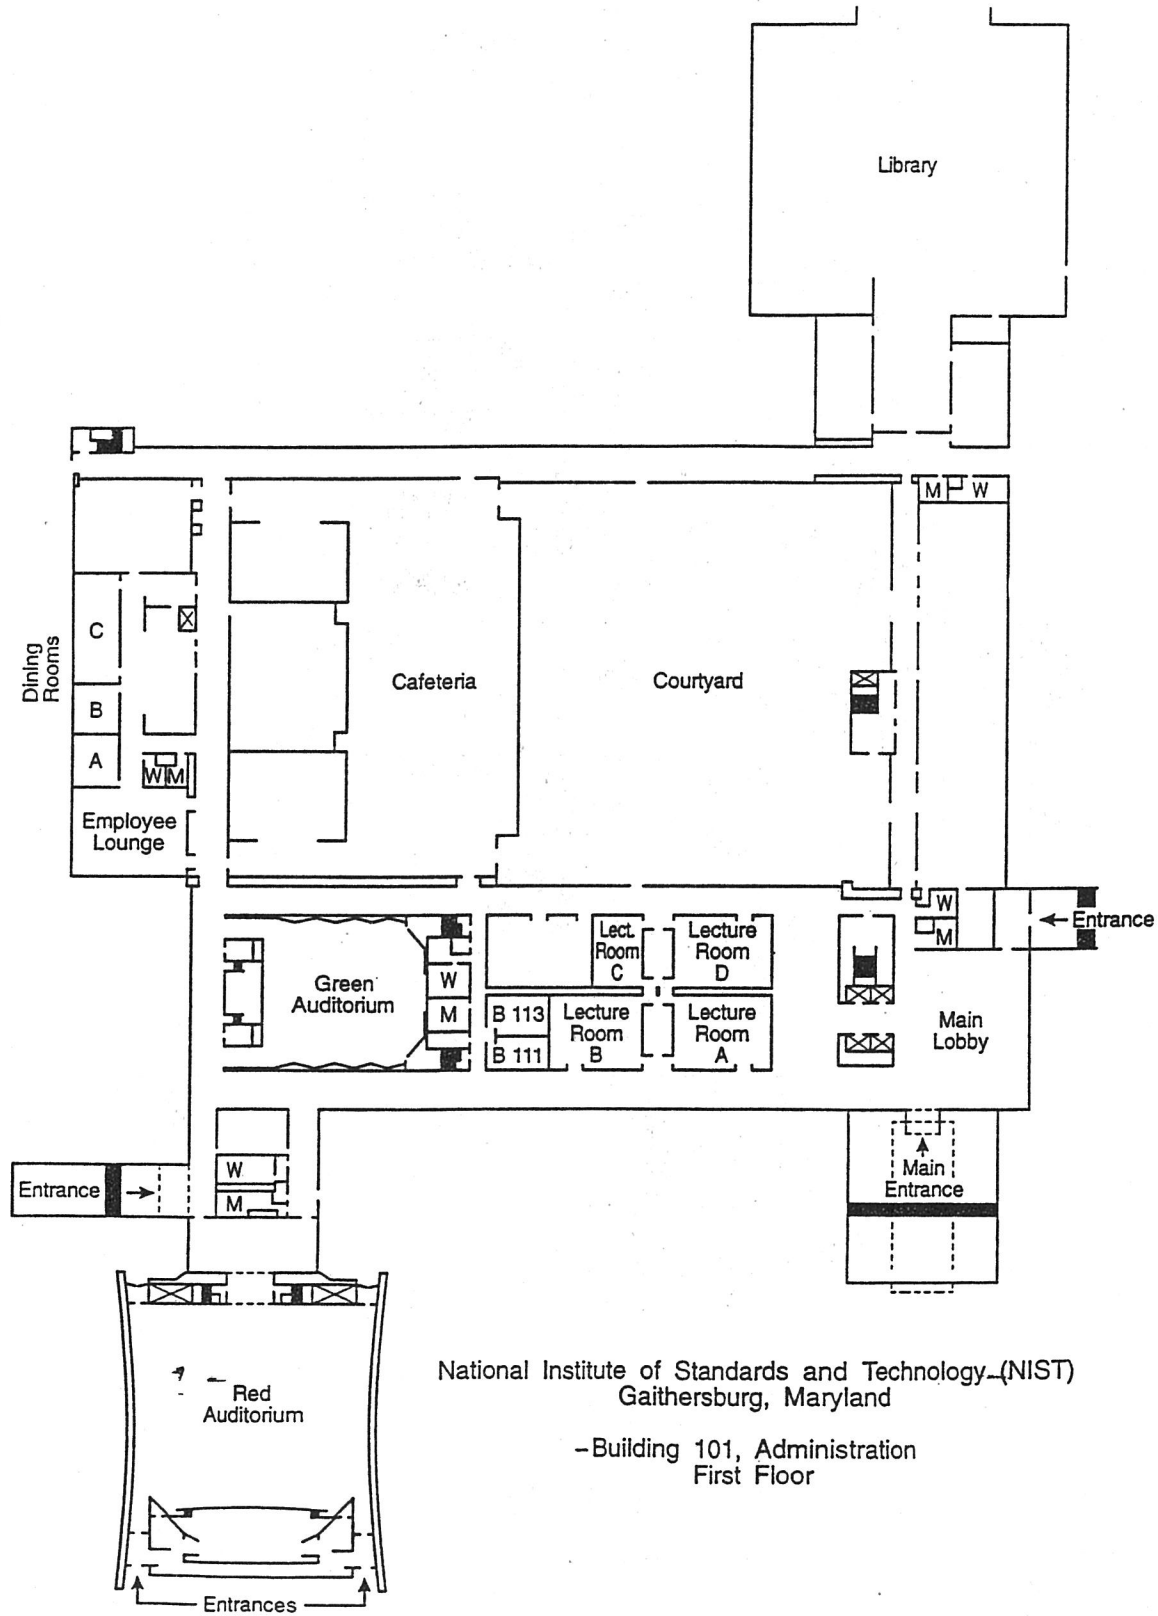 Library
M
W
C
Dining
Rooms
B
A
W M
Employee
Lounge
Cafeteria
Courtyard
W
M
Entrance
Lect.
Room
C
Lecture
Room
D
Green
Auditorium
W
M
B 113
B 111
Lecture
Room
B
Lecture
Room
A
Main
Lobby
W
M
Entrance
Main
Entrance
Red
Auditorium
National Institute of Standards and Technology (NIST)
Gaithersburg, Maryland
Building 101, Administration
First Floor
Entrances